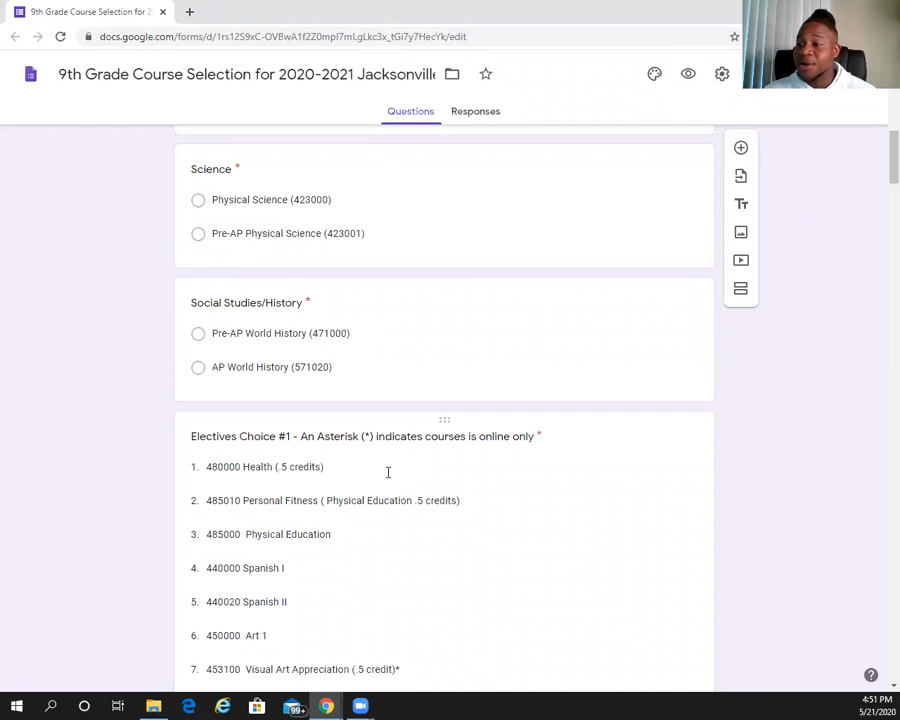 9th Grade Course Selection for 2
docs.google.com/forms/d/1rs12S9xC-OVBwA1f2Z0mpI7mLgLkc3x_tGi7y7HecYk/edit
9th Grade Course Selection for 2020-2021 Jacksonville
Questions
Responses
Science *
Physical Science (423000)
Pre-AP Physical Science (423001)
Social Studies/History *
Pre-AP World History (471000)
AP World History (571020)
Electives Choice #1 - An Asterisk (*) indicates courses is online only *
1. 480000 Health (.5 credits)
2. 485010 Personal Fitness ( Physical Education .5 credits)
3. 485000 Physical Education
4. 440000 Spanish I
5. 440020 Spanish II
6. 450000 Art 1
7. 453100 Visual Art Appreciation (.5 credit)*
99+
4:51 PM
5/21/2020